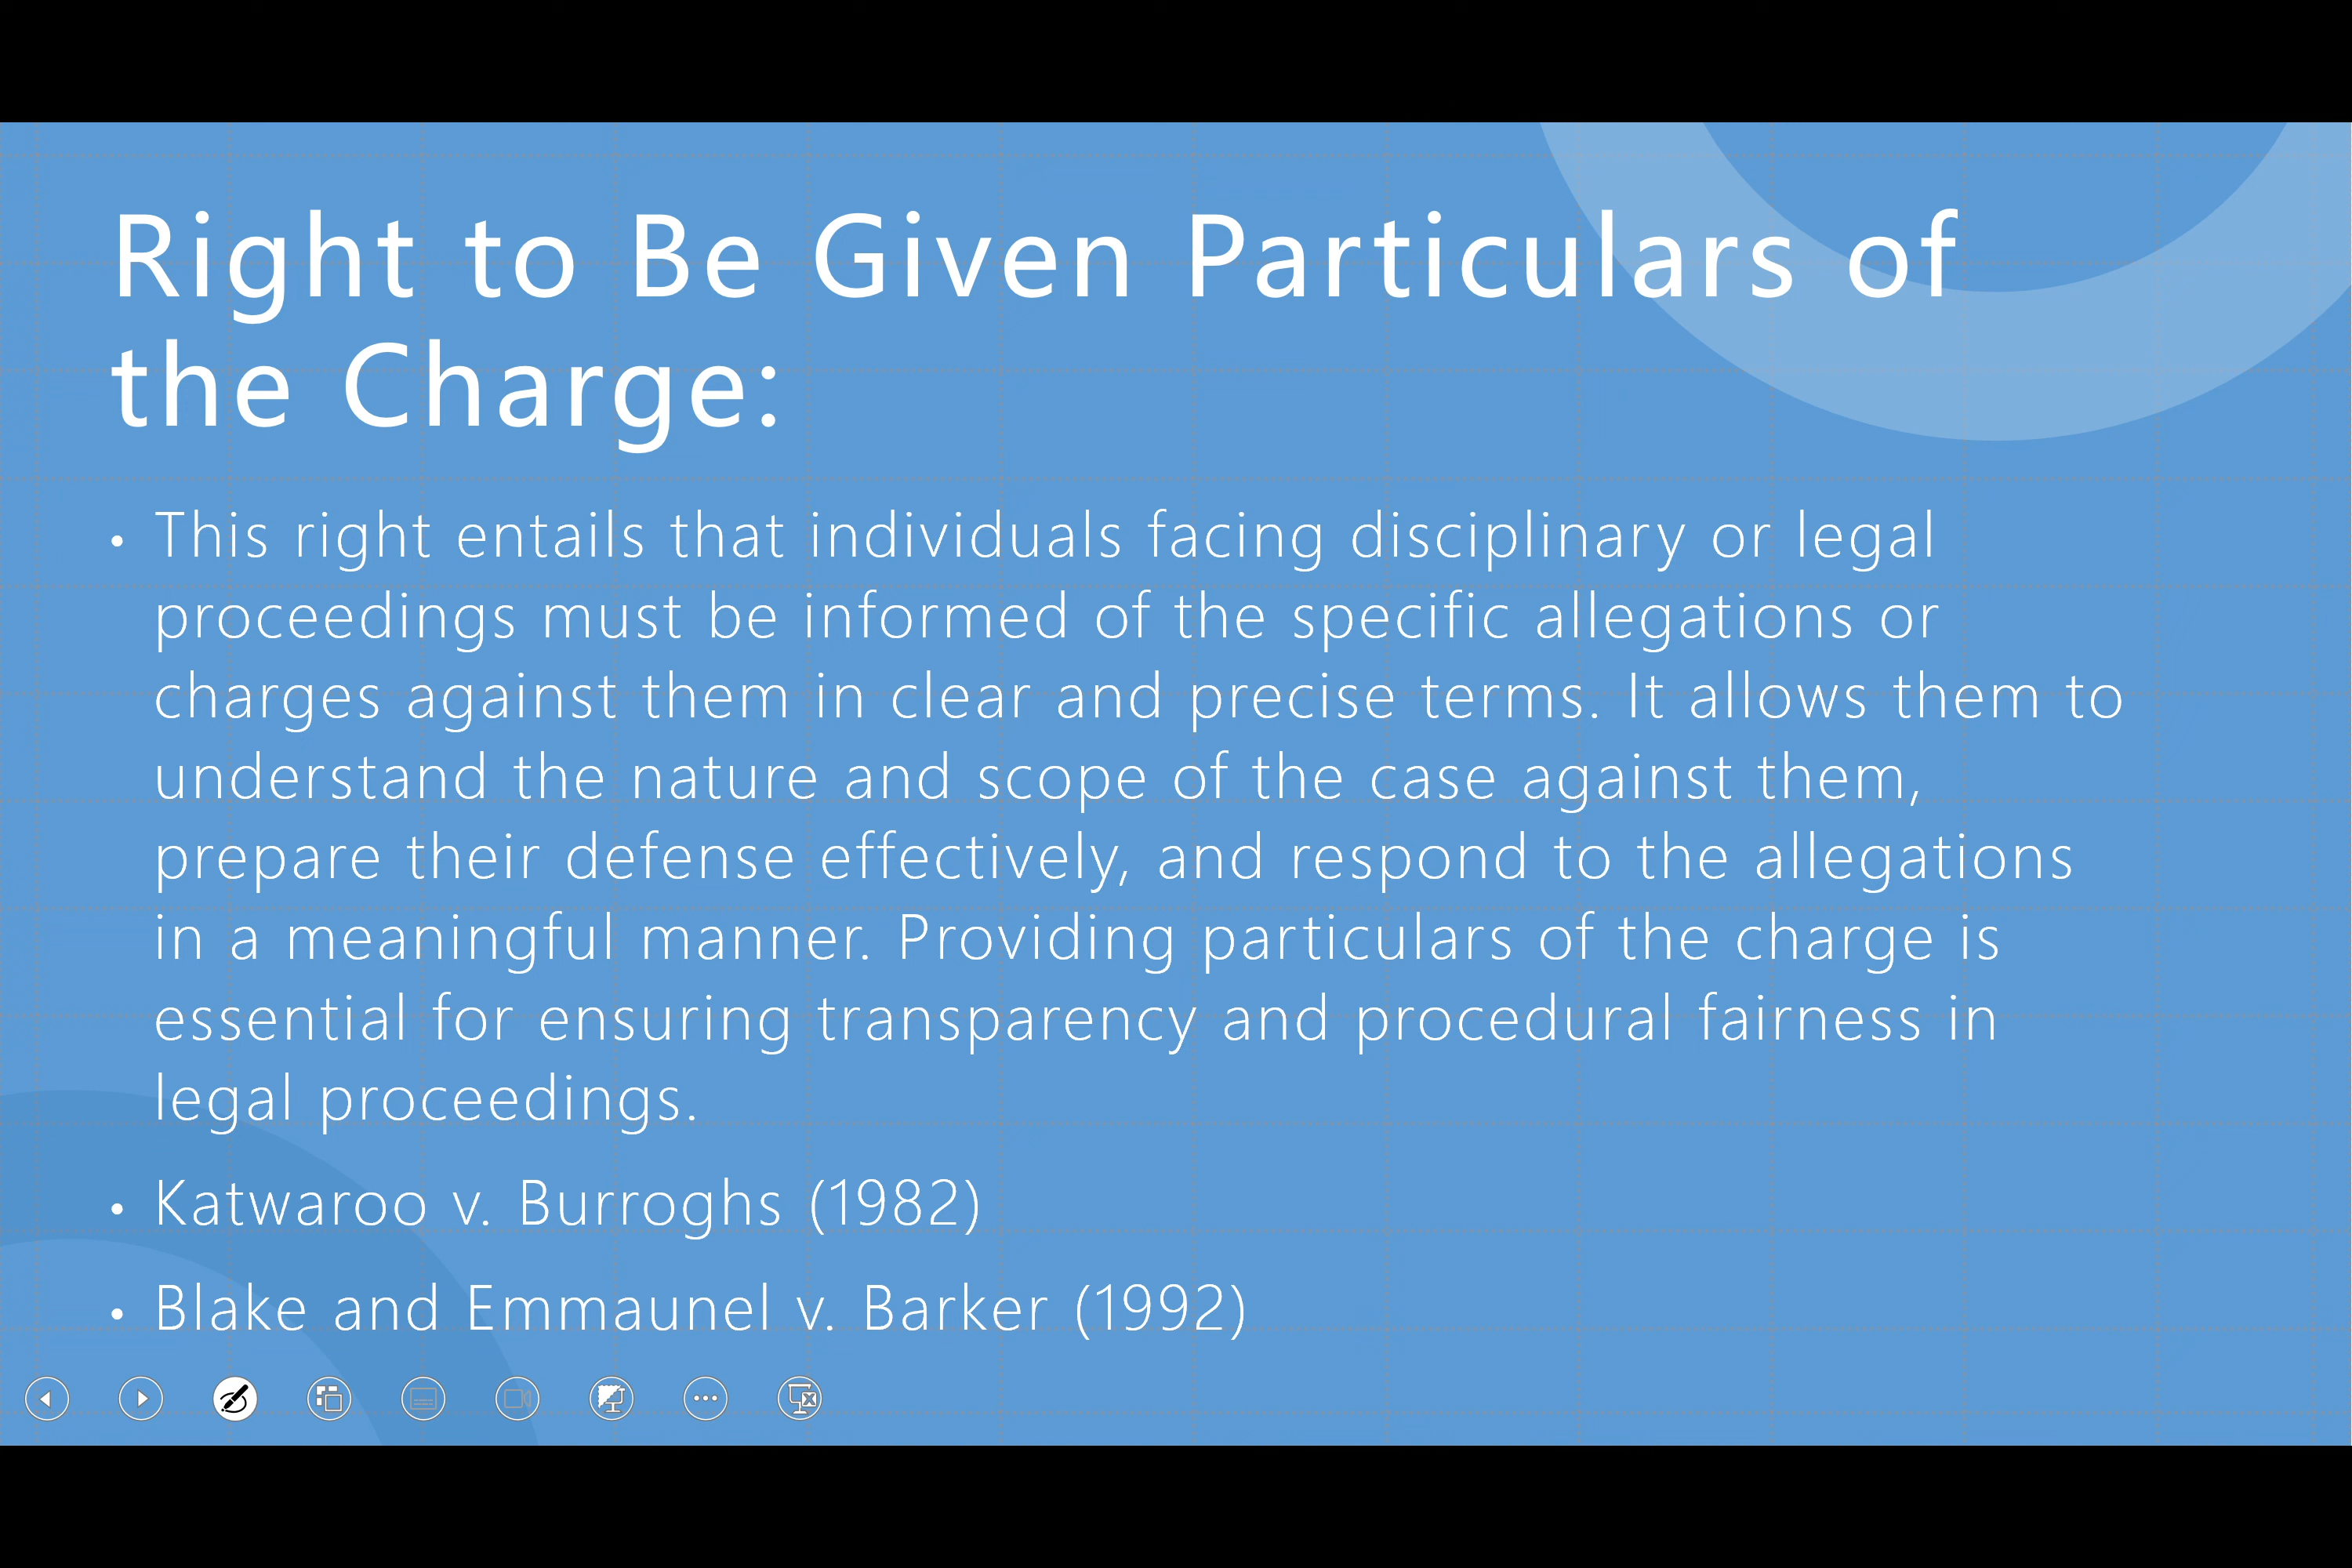 Right to Be Given Particulars of
the Charge:
• This right entails that individuals facing disciplinary or legal
proceedings must be informed of the specific allegations or
charges against them in clear and precise terms. It allows them to
understand the nature and scope of the case against them,
prepare their defense effectively, and respond to the allegations
in a meaningful manner. Providing particulars of the charge is
essential for ensuring transparency and procedural fairness in
legal proceedings.
• Katwaroo v. Burroghs (1982)
• Blake and Emmaunel v. Barker (1992)